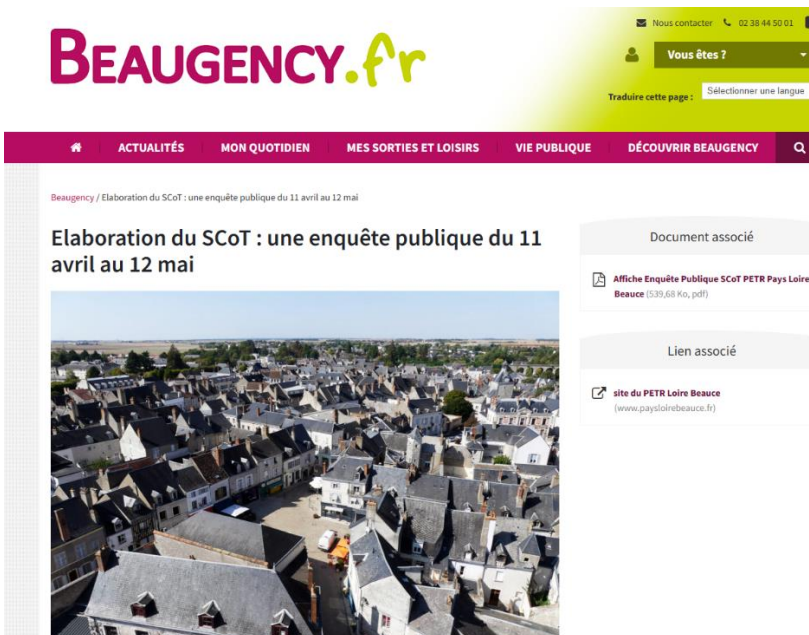 Nous contacter 02 38 44 50 01
BEAUGENCY.fr
Vous êtes ?
Traduire cette page : Sélectionner une langue
ACTUALITÉS MON QUOTIDIEN MES SORTIES ET LOISIRS VIE PUBLIQUE DÉCOUVRIR BEAUGENCY
Beaugency / Elaboration du SCoT : une enquête publique du 11 avril au 12 mai
Elaboration du SCoT : une enquête publique du 11
avril au 12 mai
Document associé
Affiche Enquête Publique SCoT PETR Pays Loire
Beauce (539,68 Ko, pdf)
Lien associé
site du PETR Loire Beauce
(www.paysloirebeauce.fr)